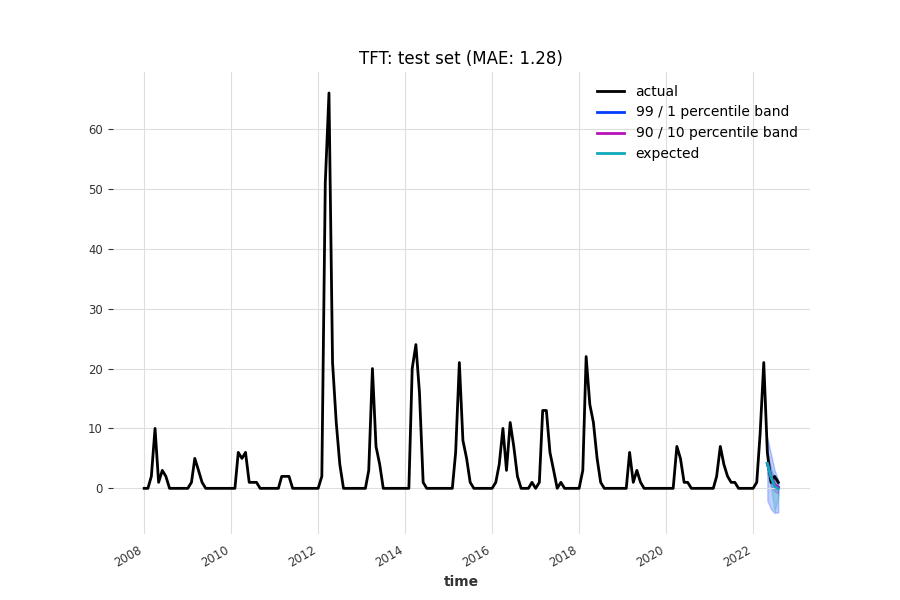 TFT: test set (MAE: 1.28)
actual
99 / 1 percentile band
90 / 10 percentile band
expected
60
50
40
30
20
10
0
2008
2010
2012
2014
2016
2018
2020
2022
time